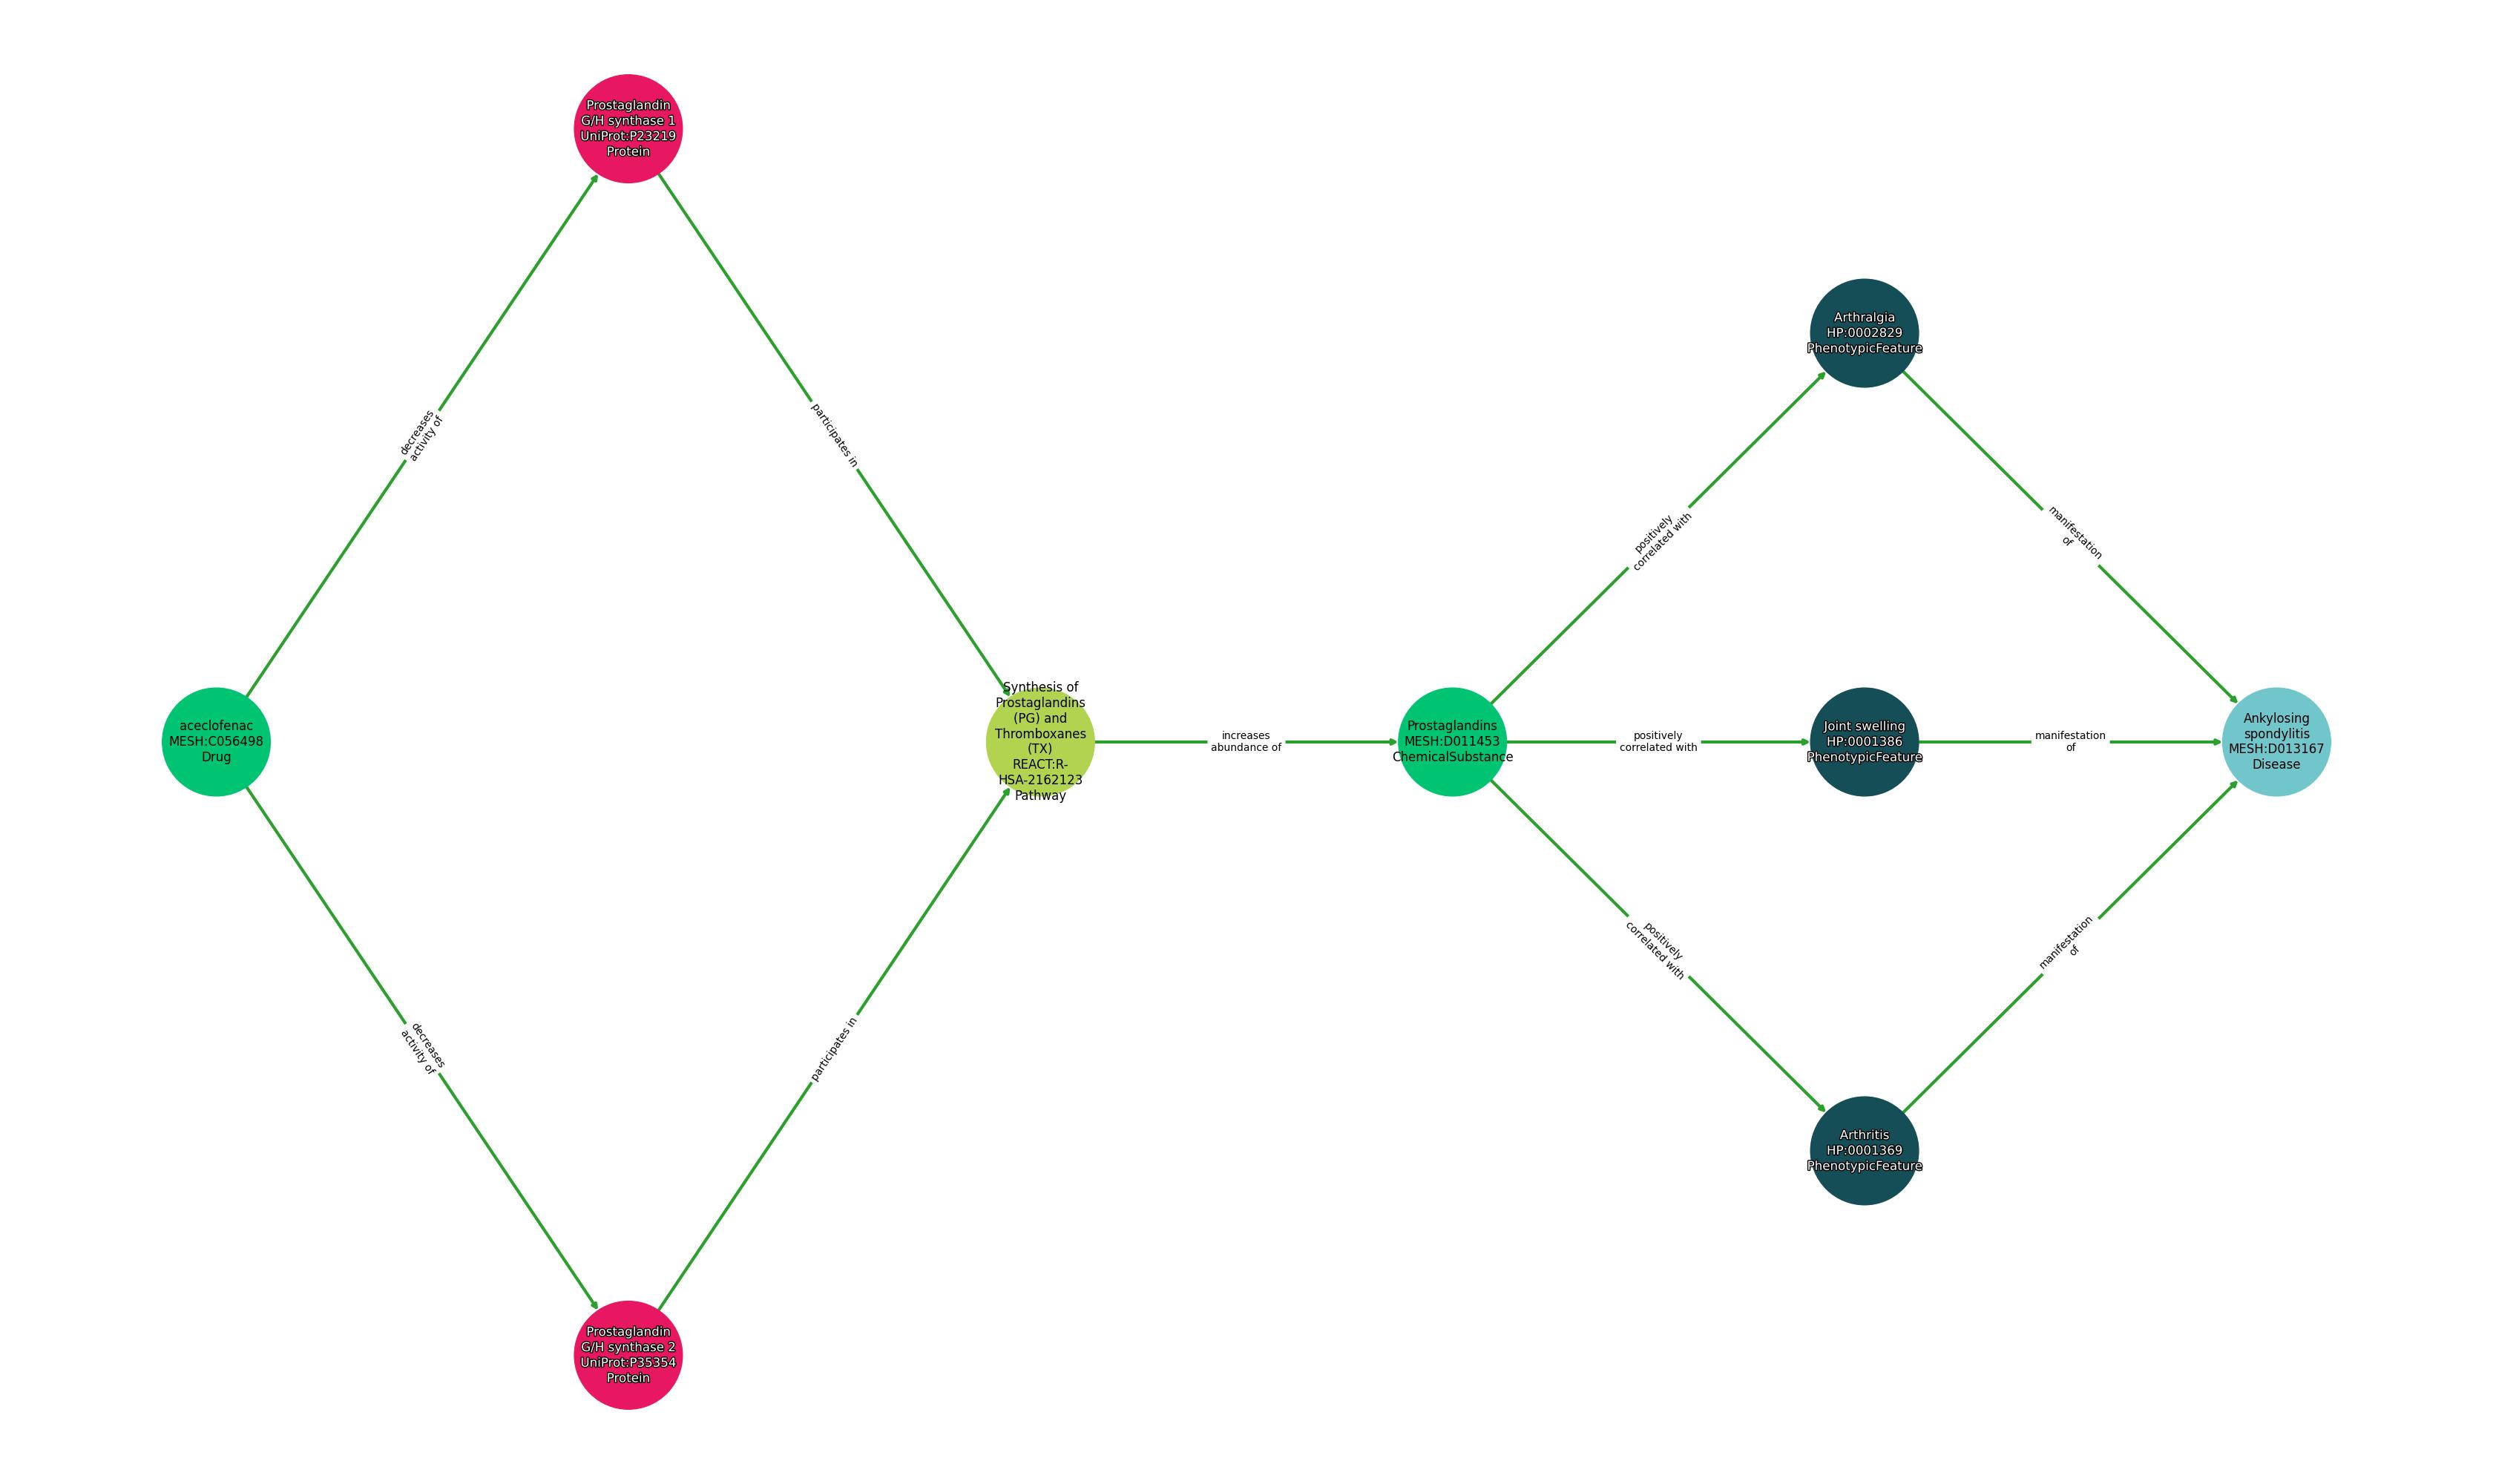 Prostaglandin
G/H synthase 1
UniProt:P23219
Protein
decreases
activity of
participates in
aceclofenac
MESH:C056498
Drug
decreases
activity of
Prostaglandin
G/H synthase 2
UniProt:P35354
Protein
participates in
Synthesis of
Prostaglandins
(PG) and
Thromboxanes
(TX)
REACT:R-
HSA-2162123
Pathway
increases
abundance of
Prostaglandins
MESH:D011453
ChemicalSubstance
positively
correlated with
Arthralgia
HP:0002829
PhenotypicFeature
manifestation
of
positively
correlated with
Joint swelling
HP:0001386
PhenotypicFeature
manifestation
of
positively
correlated with
Arthritis
HP:0001369
PhenotypicFeature
manifestation
of
Ankylosing
spondylitis
MESH:D013167
Disease